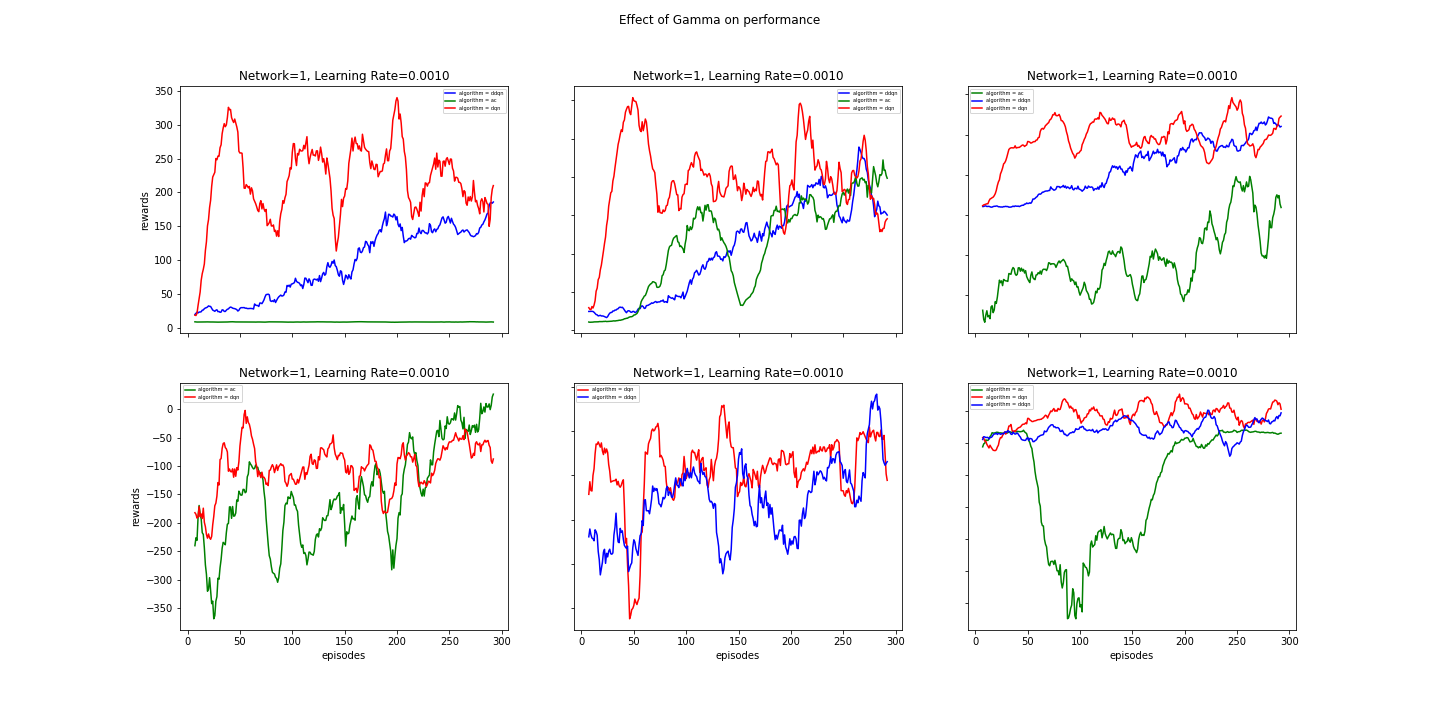 Effect of Gamma on performance
Network=1, Learning Rate=0.0010
Network=1, Learning Rate=0.0010
Network=1, Learning Rate=0.0010
350
300
250
200
150
100
50
0
rewards
algorithm = ddqn
algorithm = ac
algorithm = dqn
algorithm = ddqn
algorithm = ac
algorithm = dqn
algorithm = ac
algorithm = ddqn
algorithm = dqn
Network=1, Learning Rate=0.0010
Network=1, Learning Rate=0.0010
Network=1, Learning Rate=0.0010
0
−50
−100
−150
−200
−250
−300
−350
rewards
algorithm = ac
algorithm = dqn
algorithm = dqn
algorithm = ddqn
algorithm = ac
algorithm = dqn
algorithm = ddqn
0 50 100 150 200 250 300
0 50 100 150 200 250 300
0 50 100 150 200 250 300
episodes
episodes
episodes